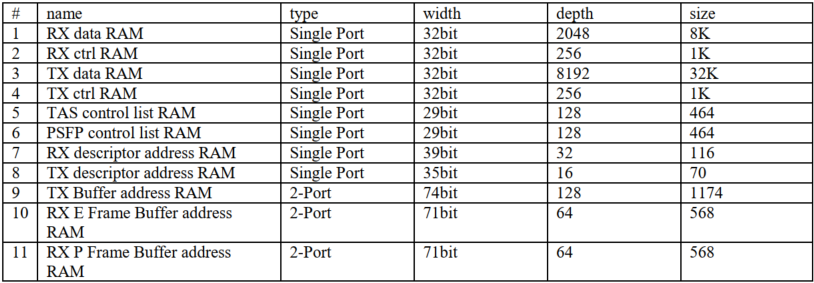 # name type width depth size
1 RX data RAM Single Port 32bit 2048 8K
2 RX ctrl RAM Single Port 32bit 256 1K
3 TX data RAM Single Port 32bit 8192 32K
4 TX ctrl RAM Single Port 32bit 256 1K
5 TAS control list RAM Single Port 29bit 128 464
6 PSFP control list RAM Single Port 29bit 128 464
7 RX descriptor address RAM Single Port 39bit 32 116
8 TX descriptor address RAM Single Port 35bit 16 70
9 TX Buffer address RAM 2-Port 74bit 128 1174
10 RX E Frame Buffer address 2-Port 71bit 64 568
RAM
11 RX P Frame Buffer address 2-Port 71bit 64 568
RAM